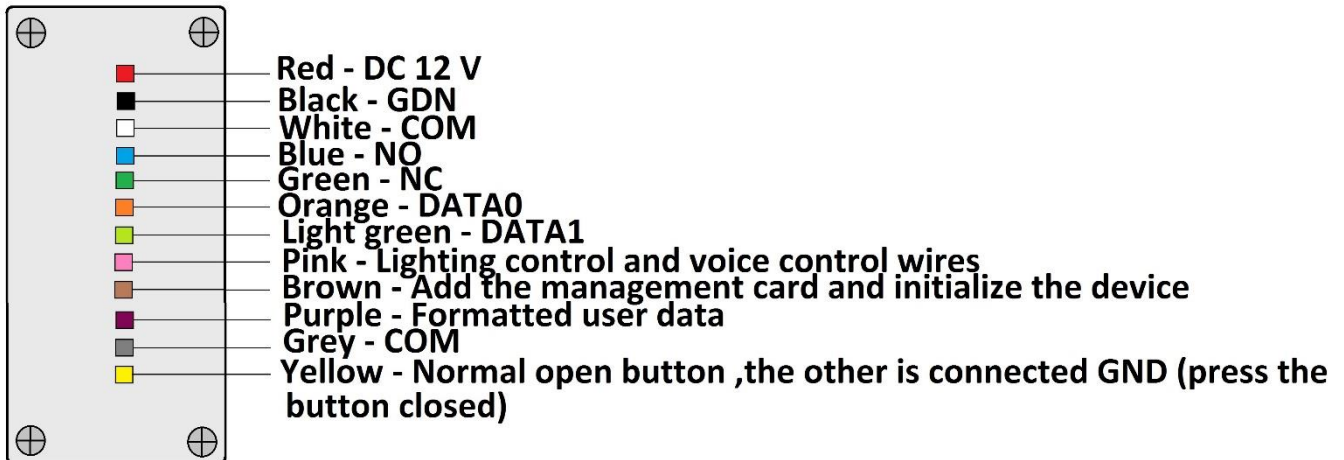 Red - DC 12 V
Black - GDN
White - COM
Blue - NO
Green - NC
Orange - DATA0
Light green - DATA1
Pink - Lighting control and voice control wires
Brown - Add the management card and initialize the device
Purple - Formatted user data
Grey - COM
Yellow - Normal open button ,the other is connected GND (press the
button closed)